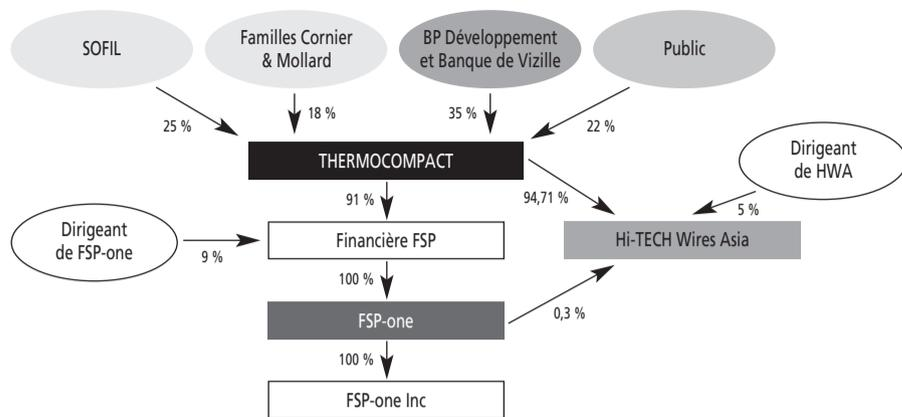 SOFIL
Familles Cornier
& Mollard
BP Développement
et Banque de Vizille
Public
25 %
18 %
35 %
22 %
THERMOCOMPACT
Dirigeant
de HWA
91 %
94,71 %
5 %
Dirigeant
de FSP-one
9 %
Financière FSP
Hi-TECH Wires Asia
100 %
FSP-one
0,3 %
100 %
FSP-one Inc